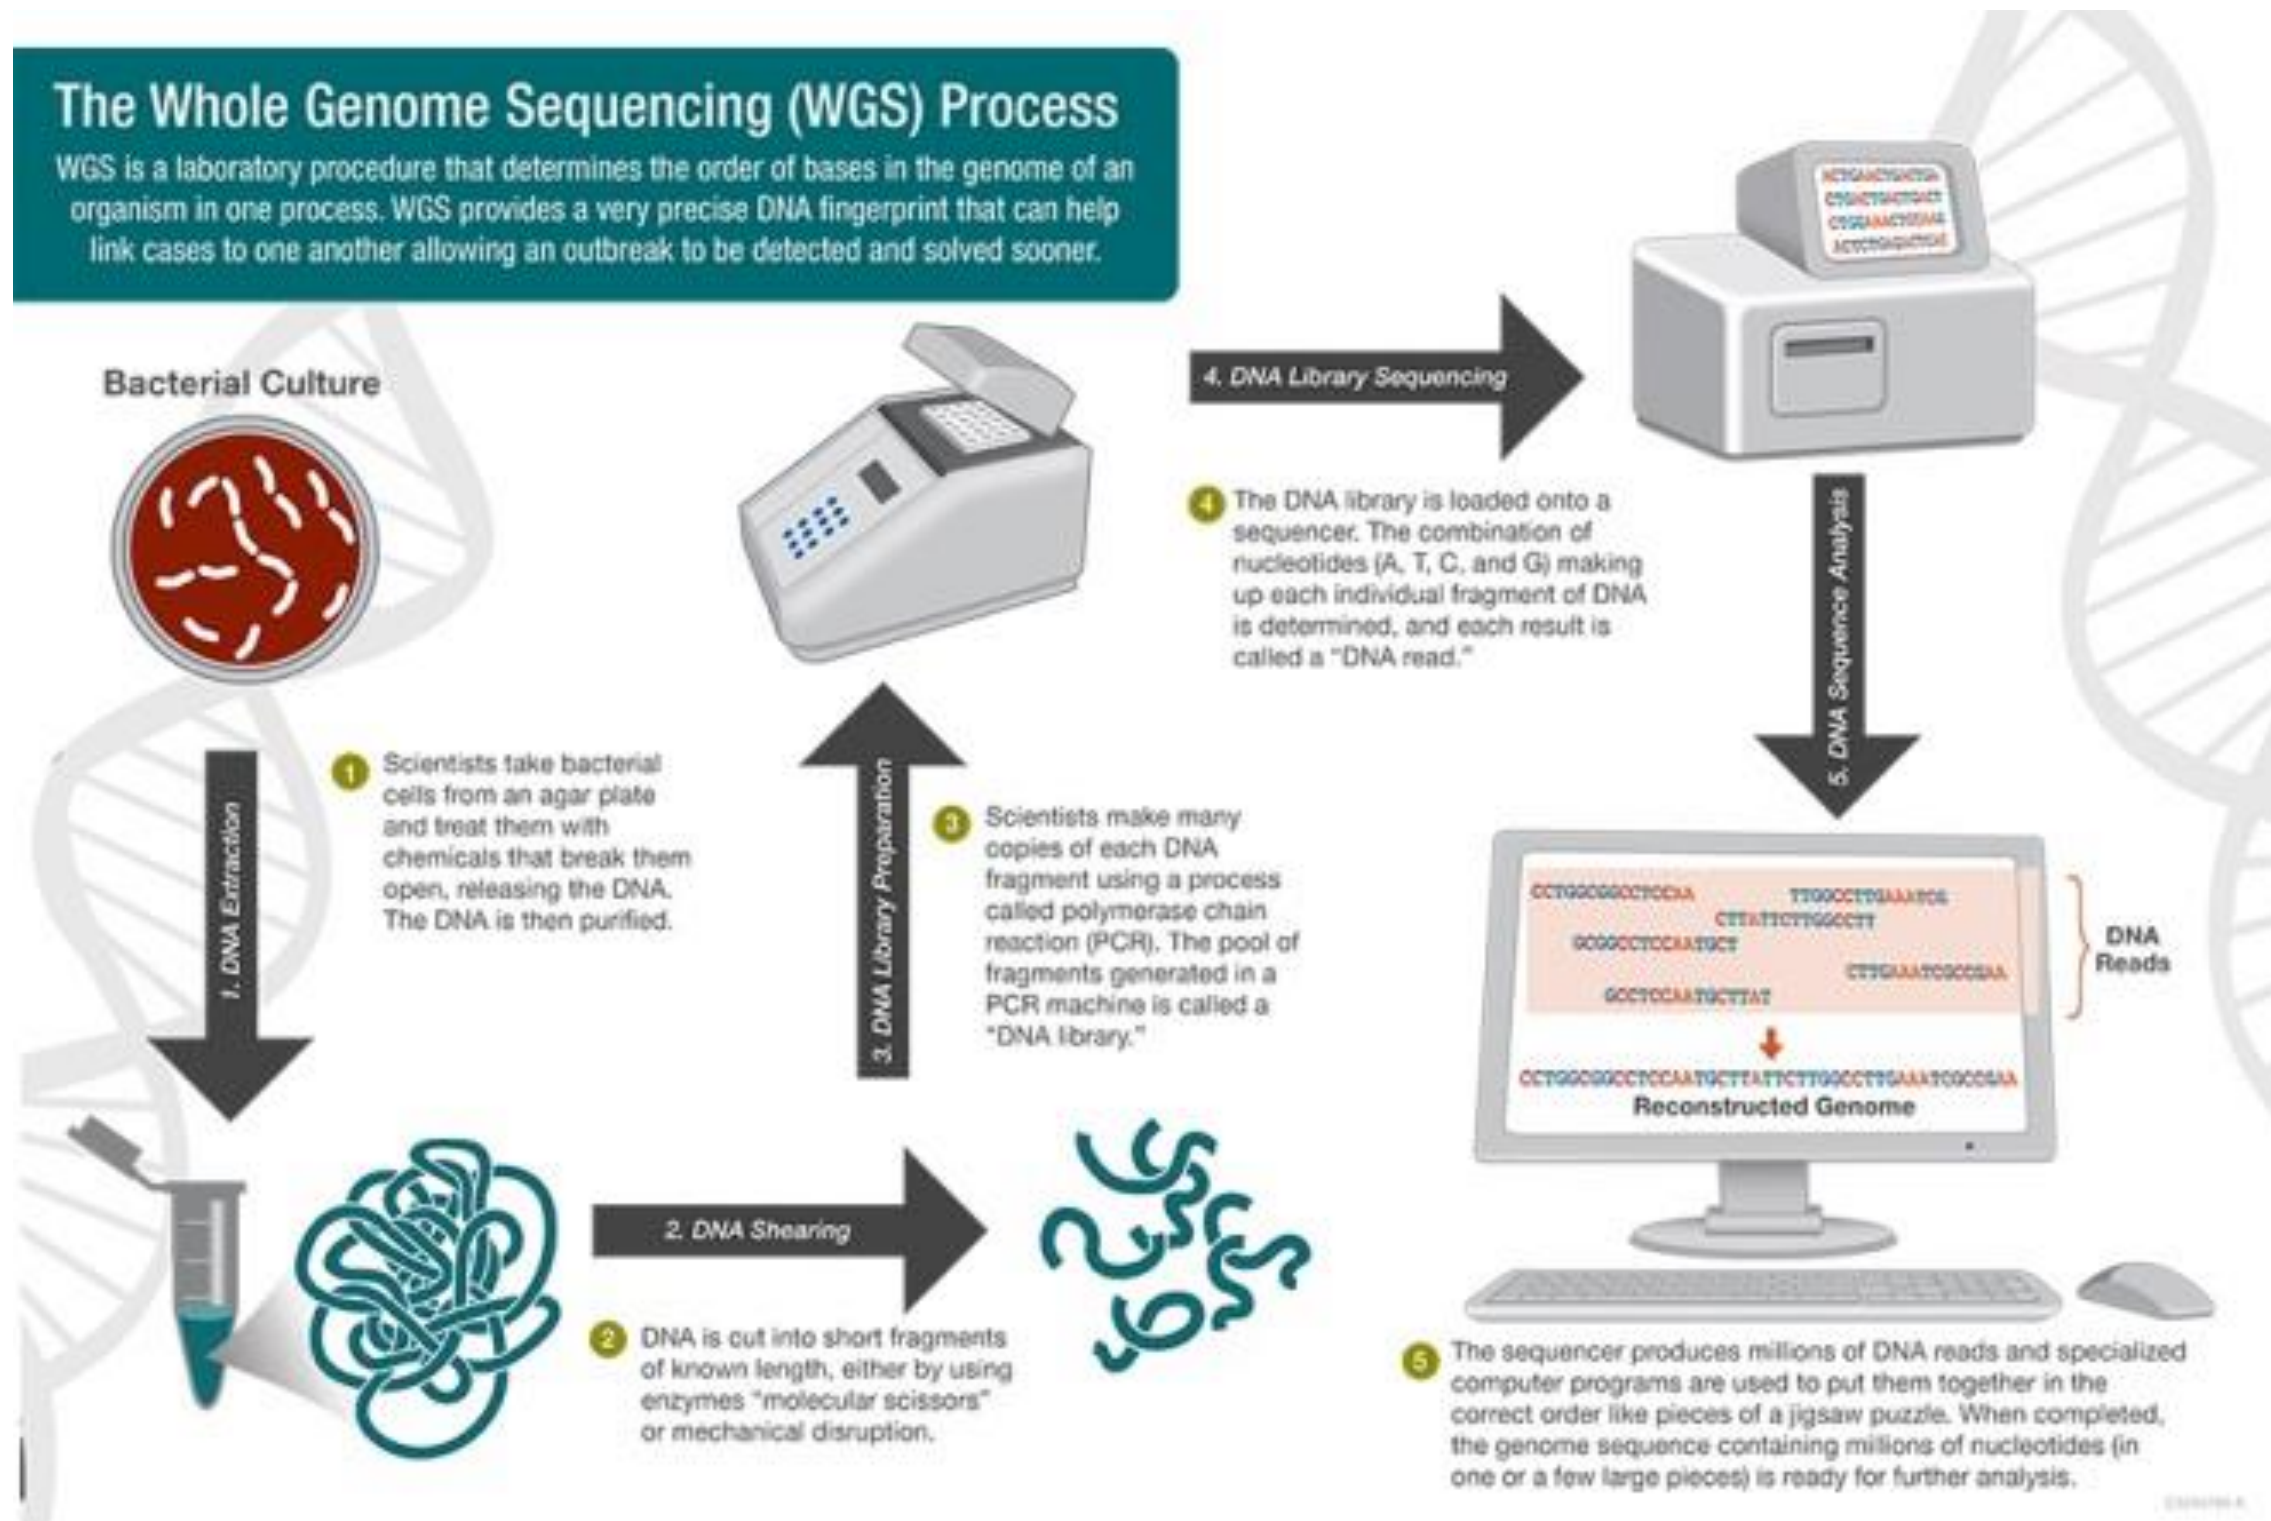 The Whole Genome Sequencing (WGS) Process
WGS is a laboratory procedure that determines the order of bases in the genome of an
organism in one process. WGS provides a very precise DNA fingerprint that can help
link cases to one another allowing an outbreak to be detected and solved sooner.
Bacterial Culture
1. DNA Extraction
1
Scientists take bacterial
cells from an agar plate
and treat them with
chemicals that break them
open, releasing the DNA.
The DNA is then purified.
2. DNA Shearing
2
DNA is cut into short fragments
of known length, either by using
enzymes "molecular scissors"
or mechanical disruption.
3. DNA Library Preparation
3
Scientists make many
copies of each DNA
fragment using a process
called polymerase chain
reaction (PCR). The pool of
fragments generated in a
PCR machine is called a
"DNA library."
4. DNA Library Sequencing
4
The DNA library is loaded onto a
sequencer. The combination of
nucleotides (A, T, C, and G) making
up each individual fragment of DNA
is determined, and each result is
called a "DNA read."
5. DNA Sequence Analysis
CCTGGCGGCCTCCAA
TTGGCCTTGAAATCG
CTTATTCTTGGCCTT
GCGGCCTCCAATGCT
CTTGAAATCGCCGAA
GCCTCCAATGCTTAT
DNA
Reads
CCTGGCGGCCTCCAATGCTTATTCTTGGCCTTGAAATCGCCGAA
Reconstructed Genome
5
The sequencer produces millions of DNA reads and specialized
computer programs are used to put them together in the
correct order like pieces of a jigsaw puzzle. When completed,
the genome sequence containing millions of nucleotides (in
one or a few large pieces) is ready for further analysis.